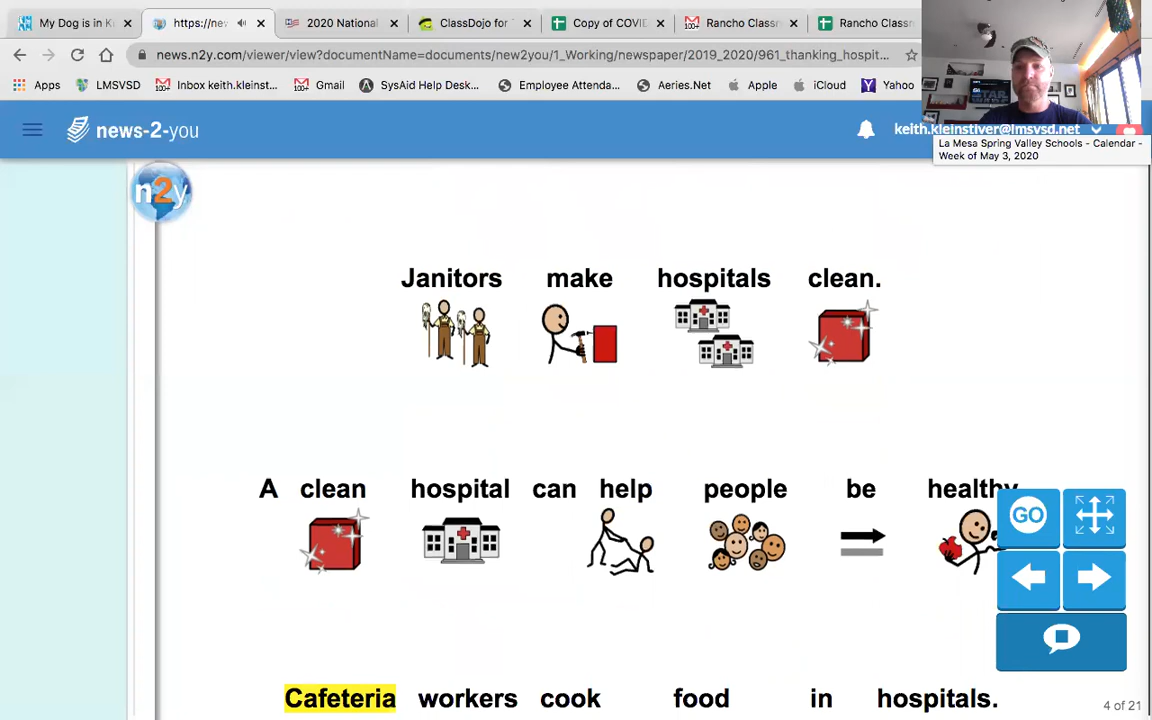 My Dog is in K
https://nev
2020 National
ClassDojo for
Copy of COVIE
Rancho Classr
Rancho Classr
news.n2y.com/viewer/view?documentName=documents/new2you/1_Working/newspaper/2019_2020/961_thanking_hospit...
Apps
LMSVSD
Inbox keith.kleinst...
Gmail
SysAid Help Desk...
Employee Attenda...
Aeries.Net
Apple
iCloud
Yahoo
news-2-you
keith.kleinstiver@lmsvsd.net
La Mesa Spring Valley Schools - Calendar -
Week of May 3, 2020
n2y
Janitors make hospitals clean.
A clean hospital can help people be healthy
GO
Cafeteria workers cook food in hospitals.
4 of 21